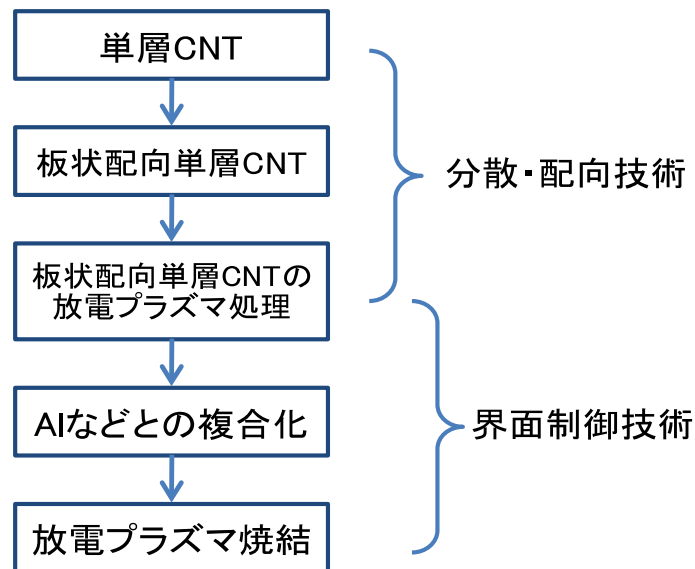 単層CNT
板状配向単層CNT
分散・配向技術
板状配向単層CNTの
放電プラズマ処理
Alなどとの複合化
界面制御技術
放電プラズマ焼結